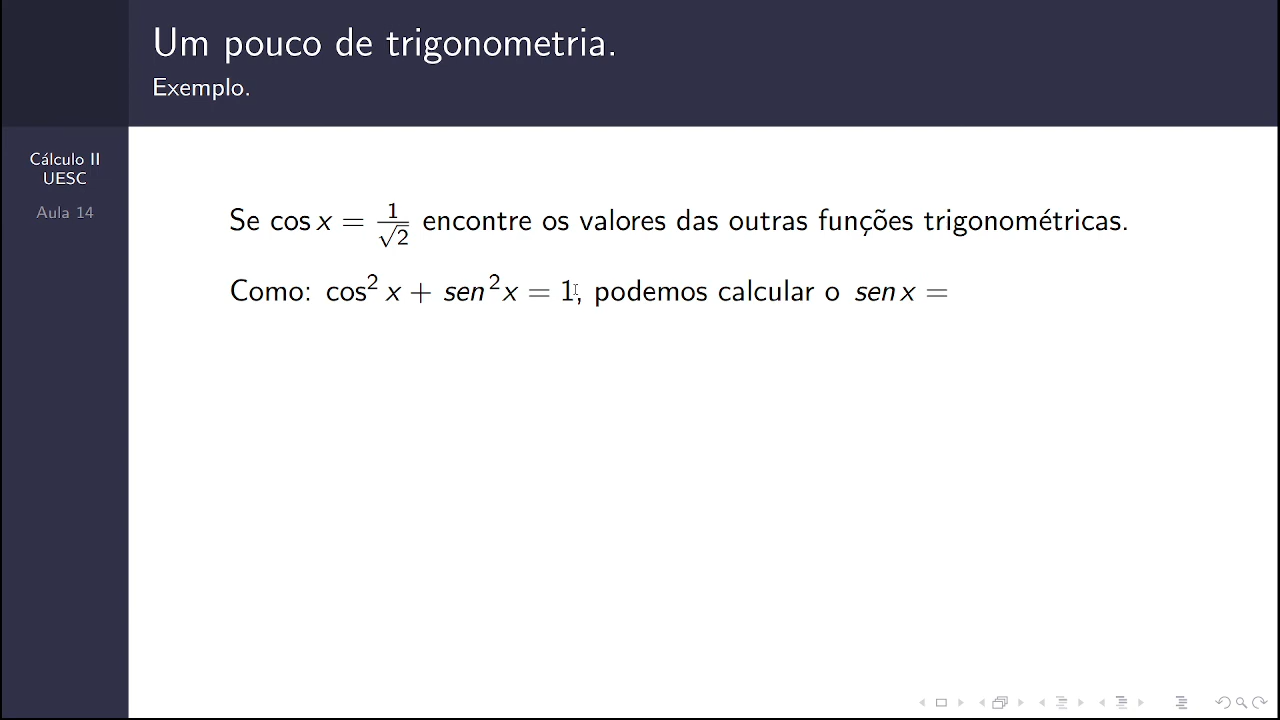 Um pouco de trigonometria.
Exemplo.
Cálculo II
UESC
Aula 14
Se cos x = 1/√2 encontre os valores das outras funções trigonométricas.
Como: cos² x + sen² x = 1, podemos calcular o sen x =